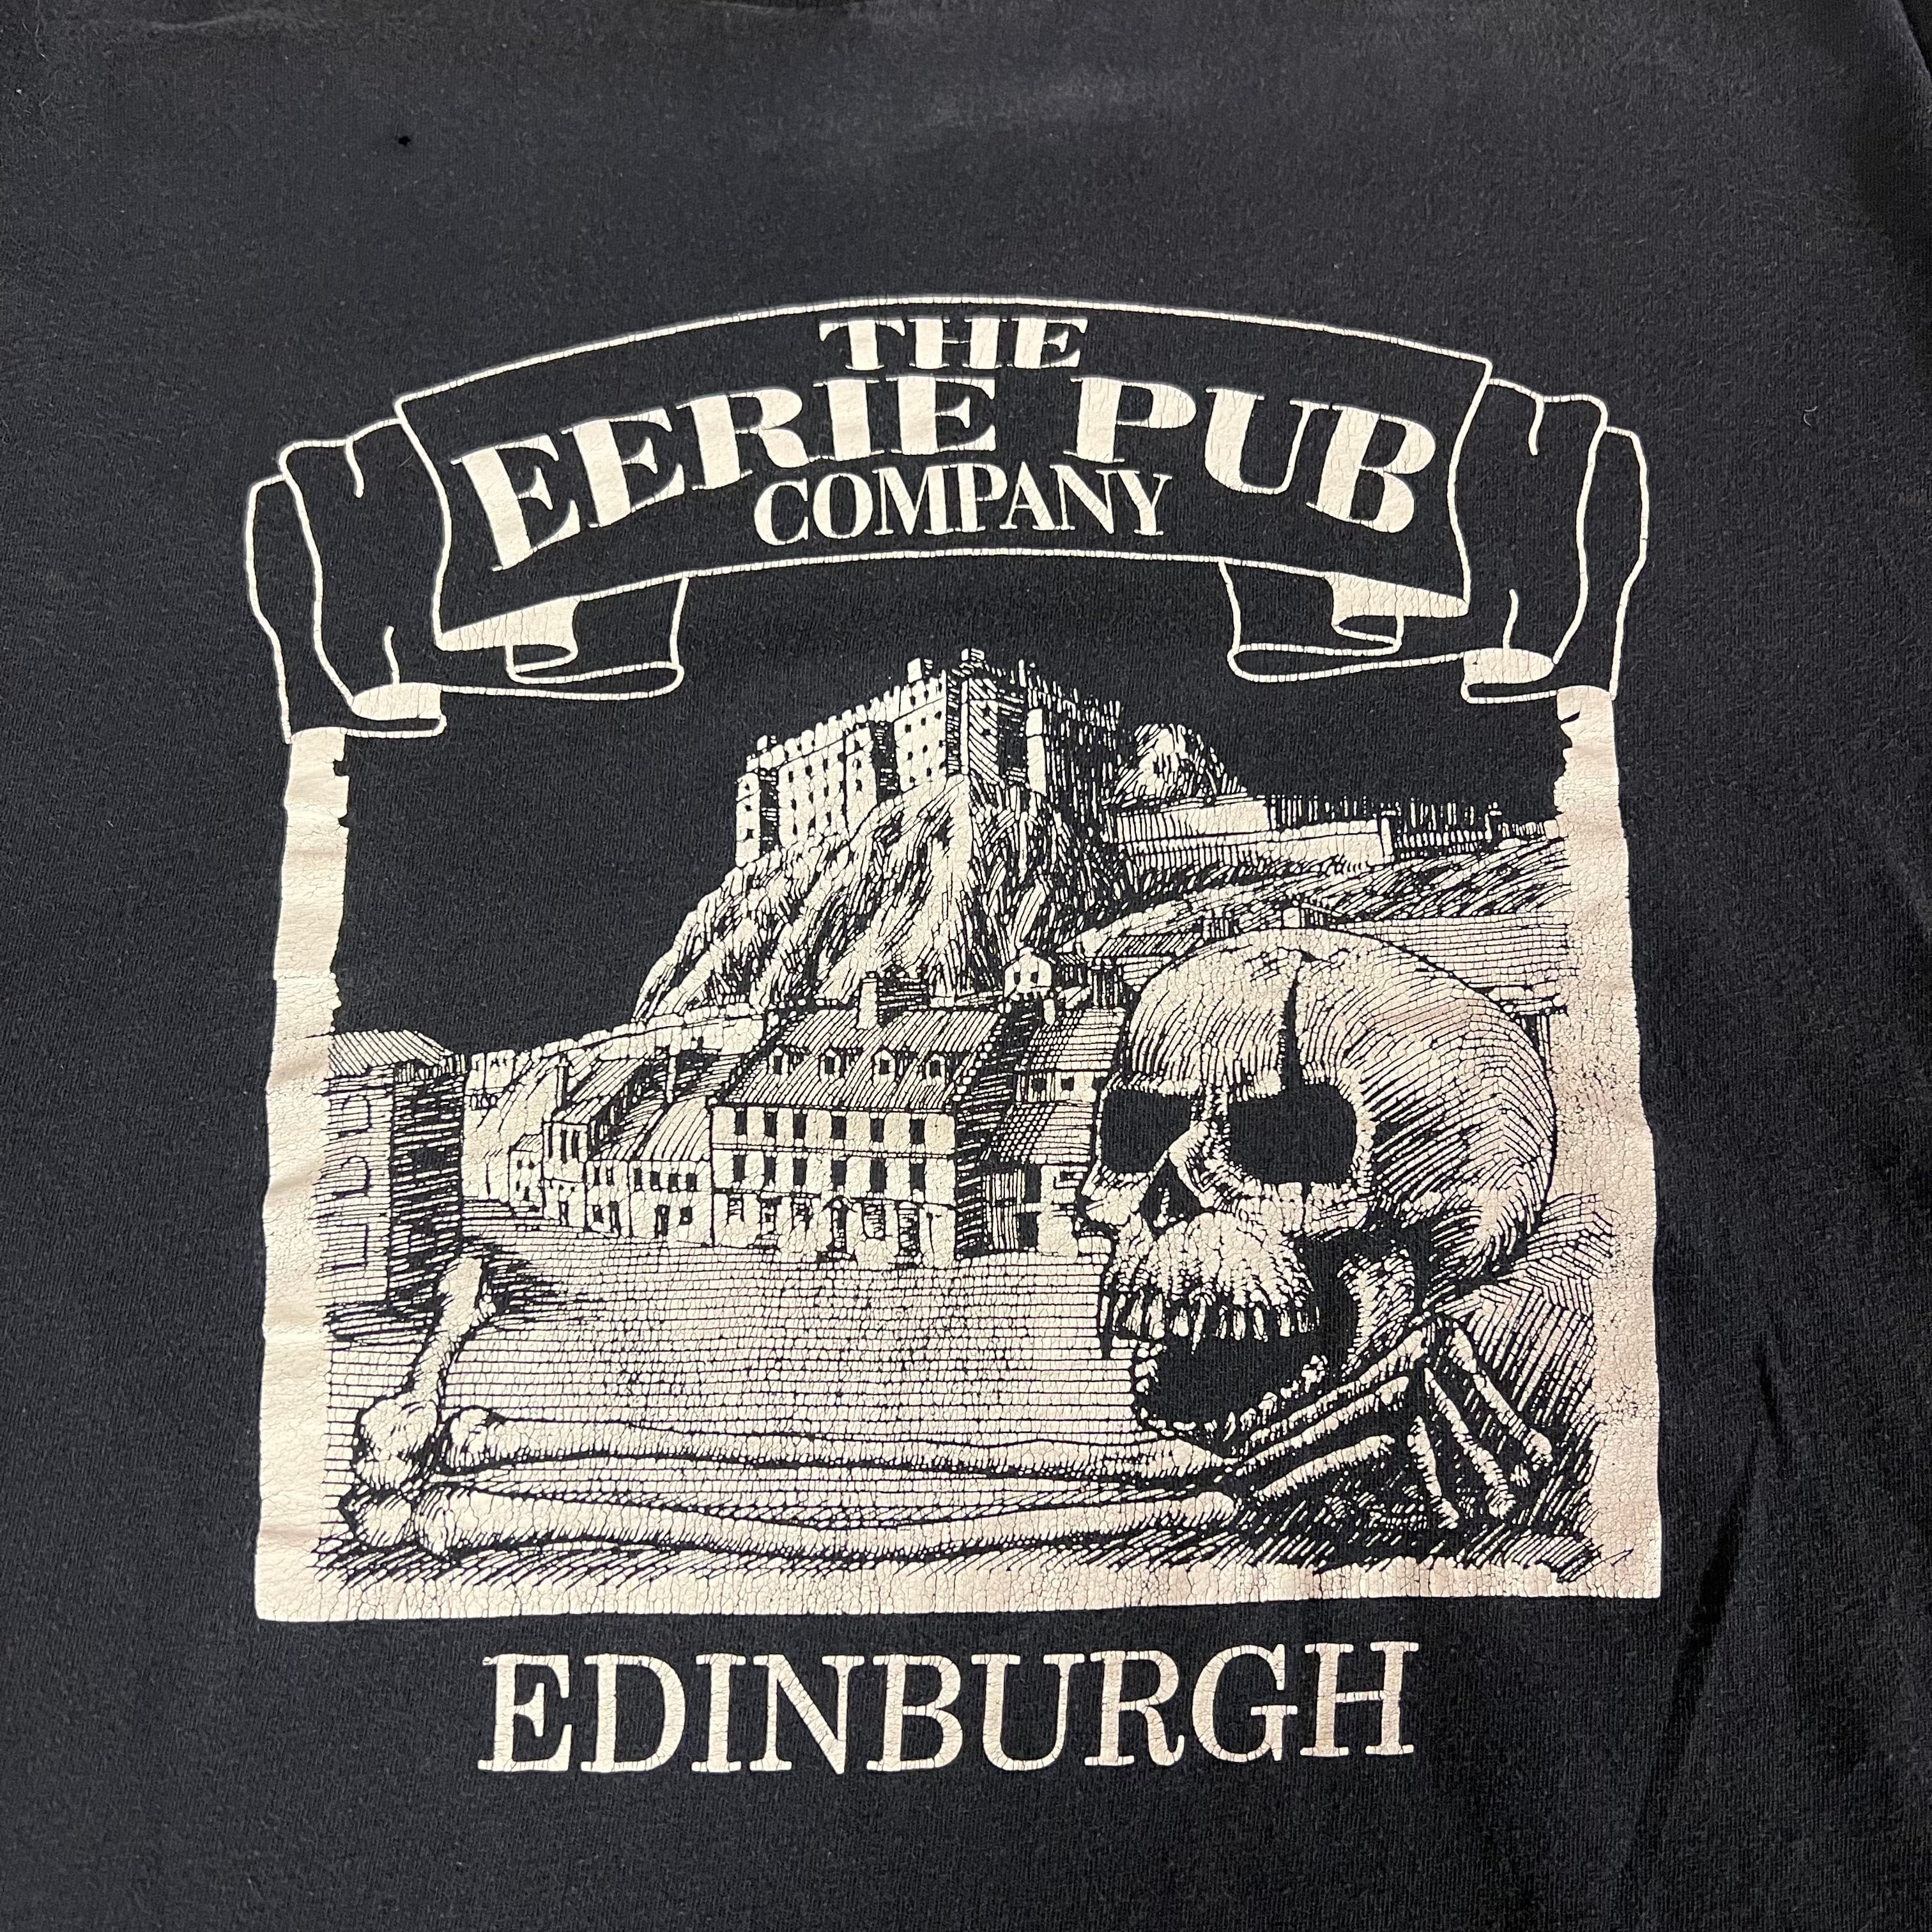 THE
EERIE PUB
COMPANY
EDINBURGH